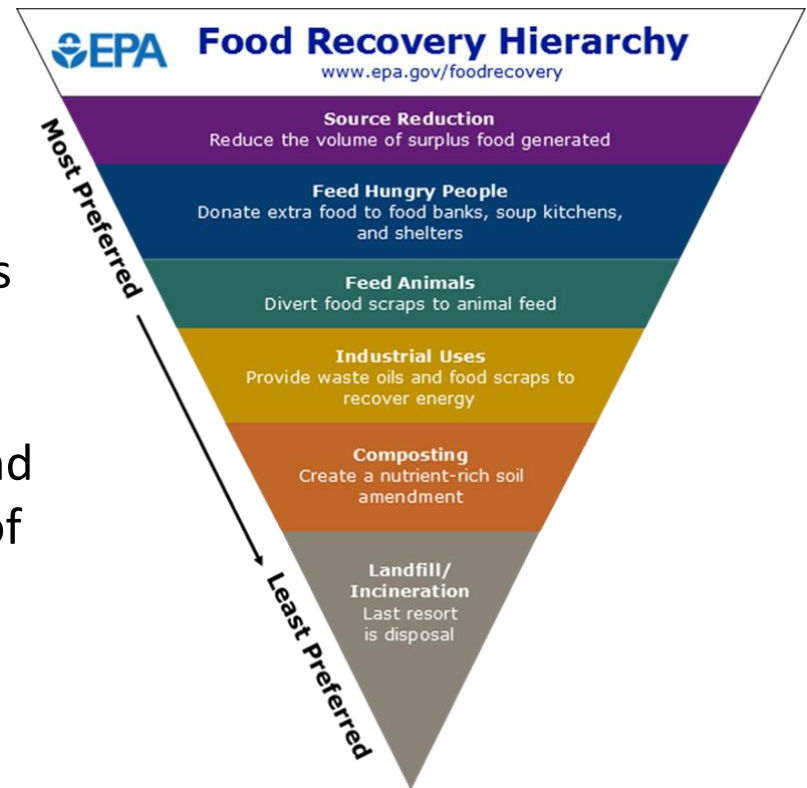 EPA
Food Recovery Hierarchy
www.epa.gov/foodrecovery
Source Reduction
Reduce the volume of surplus food generated
Feed Hungry People
Donate extra food to food banks, soup kitchens,
and shelters
Feed Animals
Divert food scraps to animal feed
Industrial Uses
Provide waste oils and food scraps to
recover energy
Composting
Create a nutrient-rich soil
amendment
Landfill/
Incineration
Last resort
is disposal
Most Preferred
Least Preferred
of